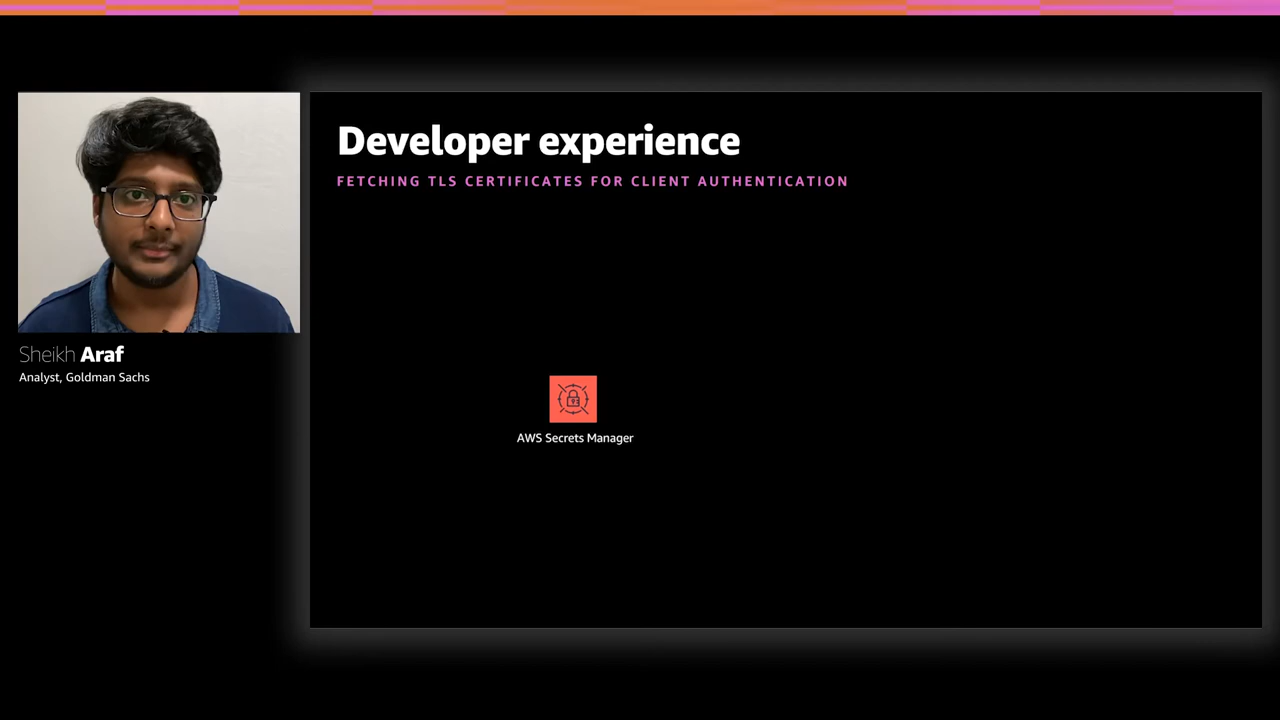 Developer experience
FETCHING TLS CERTIFICATES FOR CLIENT AUTHENTICATION
Sheikh Araf
Analyst, Goldman Sachs
AWS Secrets Manager